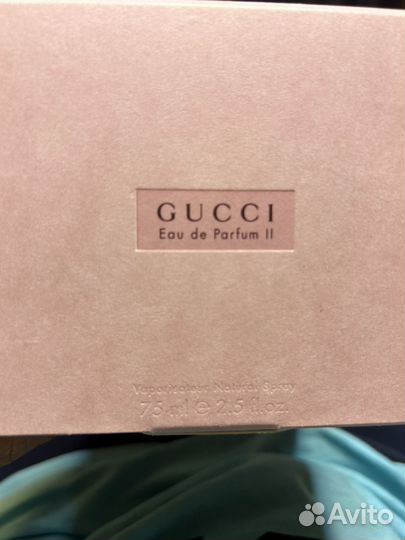 GUCCI
Eau de Parfum II
Vaporisateur Natural Spray
75 ml ℮ 2.5 fl.oz.
Avito